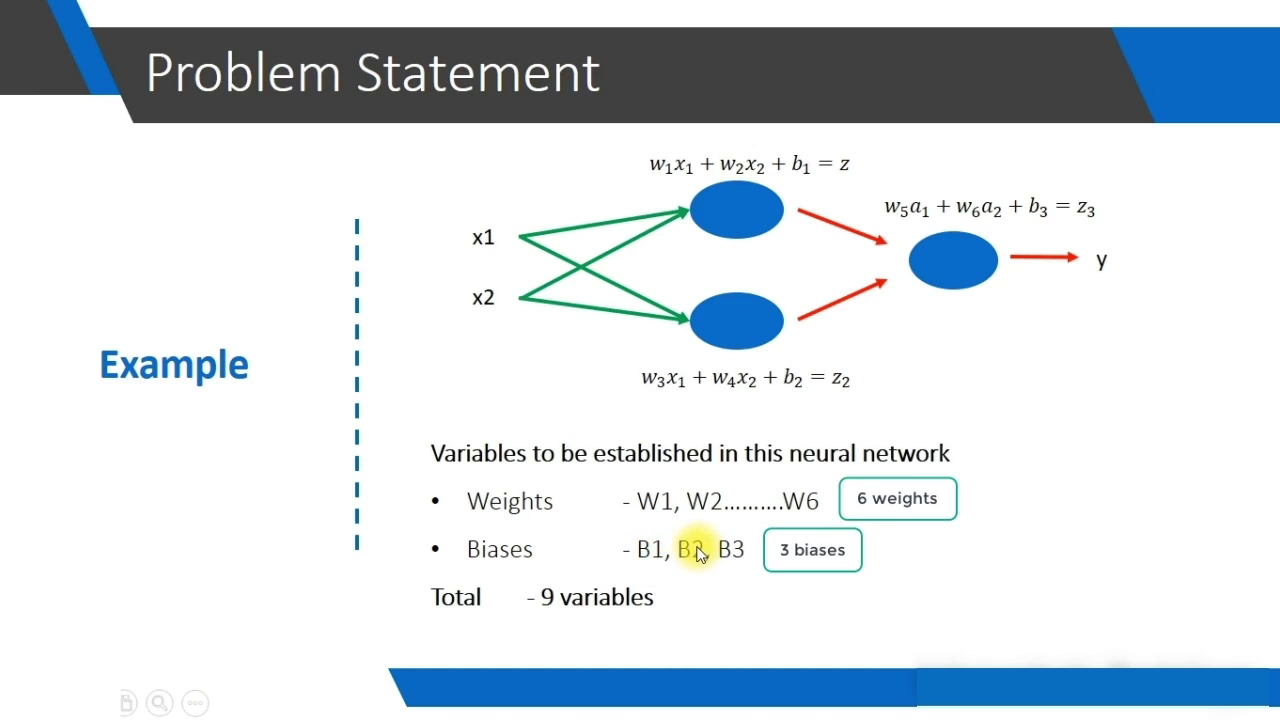 Problem Statement
w₁x₁ + w₂x₂ + b₁ = z
w₅a₁ + w₆a₂ + b₃ = z₃
x1
y
x2
Example
w₃x₁ + w₄x₂ + b₂ = z₂
Variables to be established in this neural network
• Weights - W1, W2..........W6 6 weights
• Biases - B1, B2, B3 3 biases
Total - 9 variables